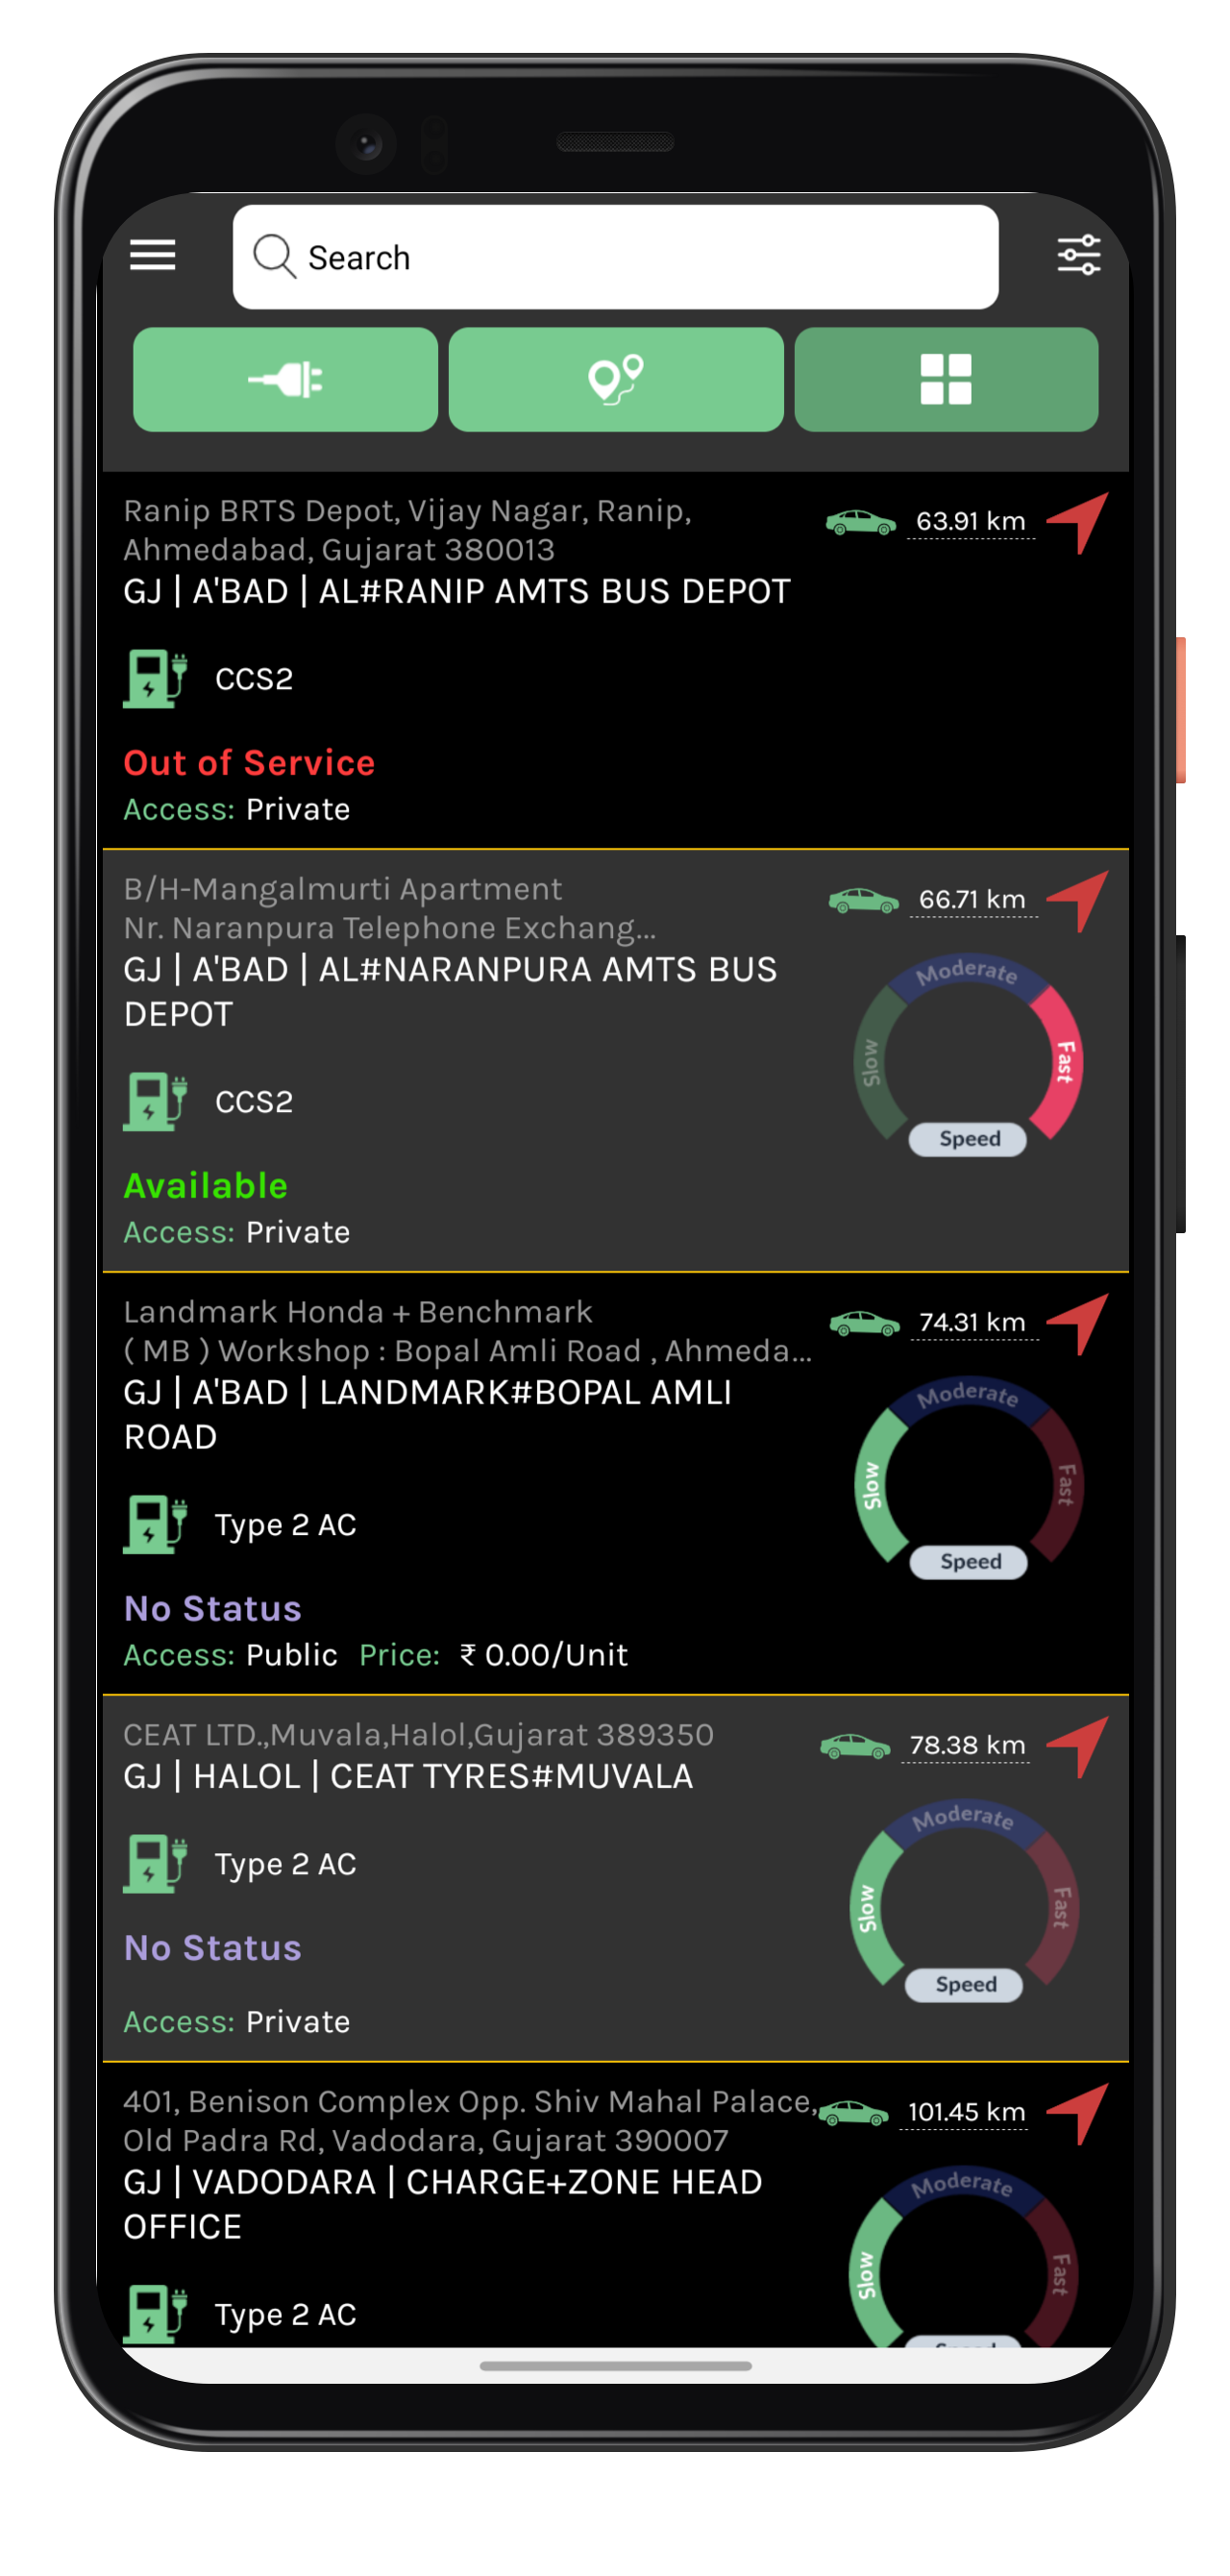 Search
Ranip BRTS Depot, Vijay Nagar, Ranip,
Ahmedabad, Gujarat 380013
63.91 km
GJ | A'BAD | AL#RANIP AMTS BUS DEPOT
CCS2
Out of Service
Access: Private
B/H-Mangalmurti Apartment
Nr. Naranpura Telephone Exchang...
66.71 km
GJ | A'BAD | AL#NARANPURA AMTS BUS
DEPOT
Moderate
Slow
Fast
Speed
CCS2
Available
Access: Private
Landmark Honda + Benchmark
( MB ) Workshop : Bopal Amli Road , Ahmeda...
74.31 km
GJ | A'BAD | LANDMARK#BOPAL AMLI
ROAD
Moderate
Slow
Fast
Speed
Type 2 AC
No Status
Access: Public Price: ₹ 0.00/Unit
CEAT LTD.,Muvala,Halol,Gujarat 389350
78.38 km
GJ | HALOL | CEAT TYRES#MUVALA
Moderate
Slow
Fast
Speed
Type 2 AC
No Status
Access: Private
401, Benison Complex Opp. Shiv Mahal Palace,
Old Padra Rd, Vadodara, Gujarat 390007
101.45 km
GJ | VADODARA | CHARGE+ZONE HEAD
OFFICE
Moderate
Slow
Fast
Type 2 AC